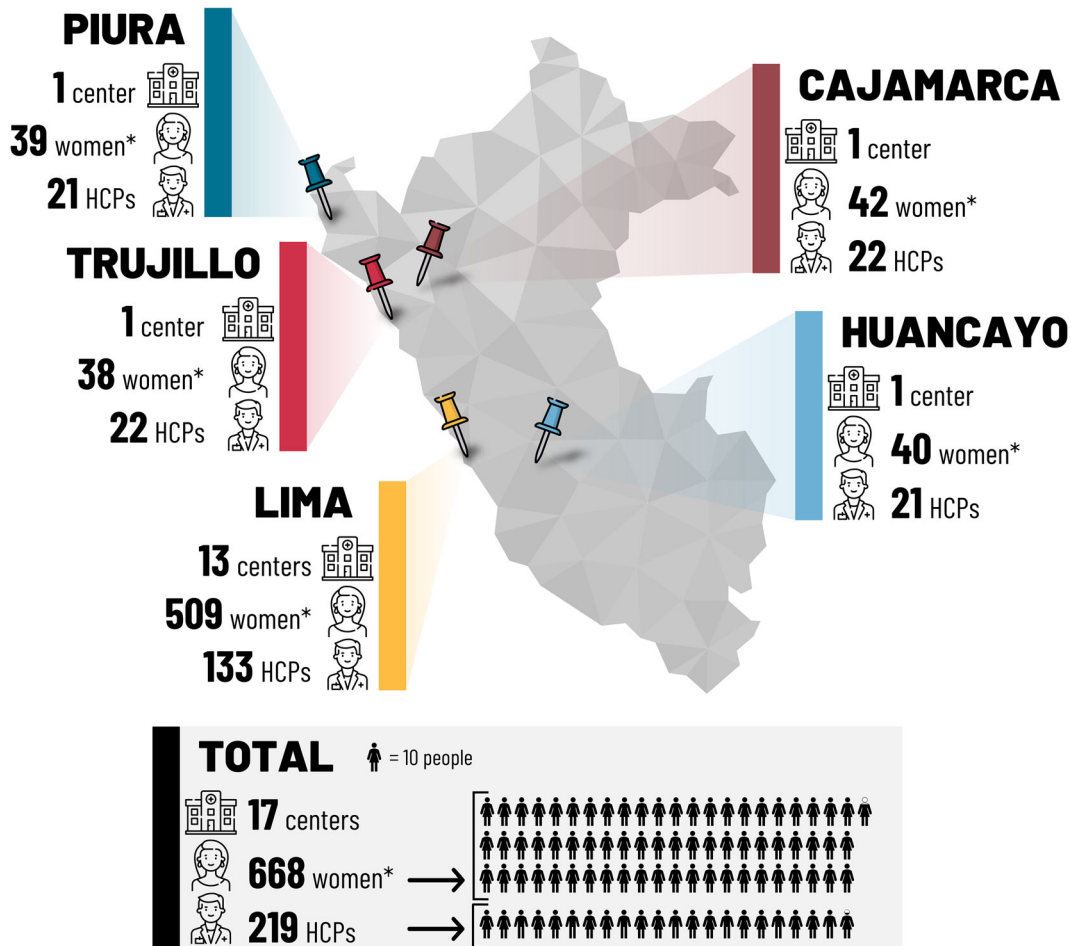 PIURA
1 center
39 women*
21 HCPs
CAJAMARCA
1 center
42 women*
22 HCPs
TRUJILLO
1 center
38 women*
22 HCPs
HUANCAYO
1 center
40 women*
21 HCPs
LIMA
13 centers
509 women*
133 HCPs
TOTAL
= 10 people
17 centers
668 women*
219 HCPs